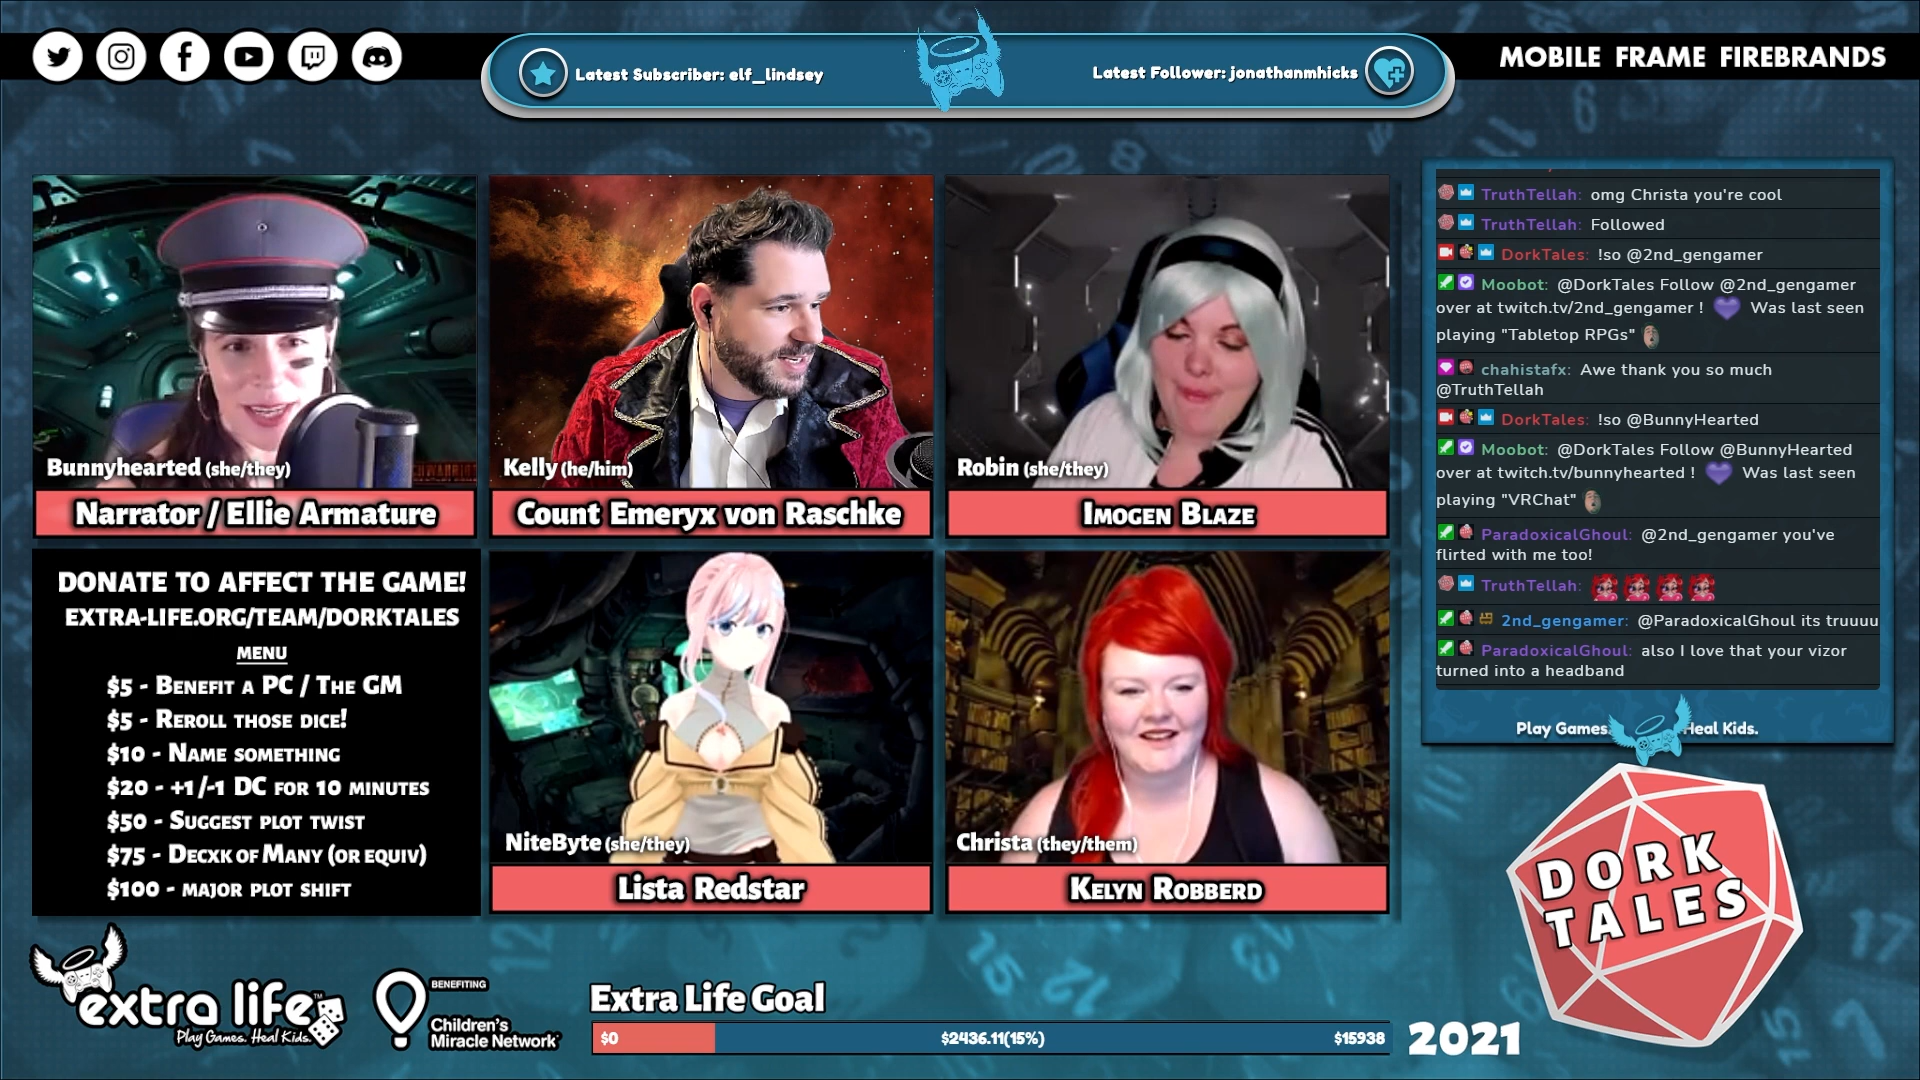 Latest Subscriber: elf_lindsey
Latest Follower: jonathanmhicks
MOBILE FRAME FIREBRANDS
Bunnyhearted (she/they)
Narrator / Ellie Armature
Kelly (he/him)
Count Emeryx von Raschke
Robin (she/they)
Imogen Blaze
DONATE TO AFFECT THE GAME!
EXTRA-LIFE.ORG/TEAM/DORKTALES
MENU
$5 - Benefit a PC / The GM
$5 - Reroll those dice!
$10 - Name something
$20 - +1/-1 DC for 10 minutes
$50 - Suggest plot twist
$75 - Decxk of Many (or equiv)
$100 - major plot shift
NiteByte (she/they)
Lista Redstar
Christa (they/them)
Kelyn Robberd
TruthTellah: omg Christa you're cool
TruthTellah: Followed
DorkTales: !so @2nd_gengamer
Moobot: @DorkTales Follow @2nd_gengamer
over at twitch.tv/2nd_gengamer ! Was last seen
playing "Tabletop RPGs"
chahistafx: Awe thank you so much
@TruthTellah
DorkTales: !so @BunnyHearted
Moobot: @DorkTales Follow @BunnyHearted
over at twitch.tv/bunnyhearted ! Was last seen
playing "VRChat"
ParadoxicalGhoul: @2nd_gengamer you've
flirted with me too!
TruthTellah:
2nd_gengamer: @ParadoxicalGhoul its truuuu
ParadoxicalGhoul: also I love that your vizor
turned into a headband
Play Games. Heal Kids.
DORK
TALES
extra life™
Play Games. Heal Kids.
BENEFITING
Children's
Miracle Network
Extra Life Goal
$0 $2436.11(15%) $15938
2021